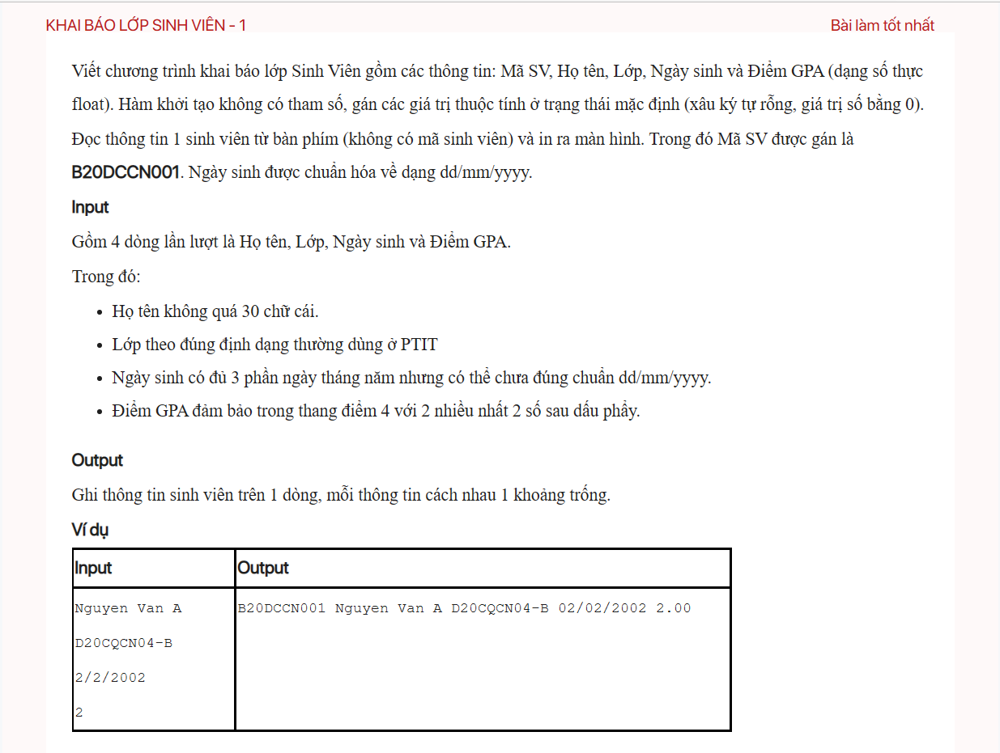 KHAI BÁO LỚP SINH VIÊN - 1
Bài làm tốt nhất
Viết chương trình khai báo lớp Sinh Viên gồm các thông tin: Mã SV, Họ tên, Lớp, Ngày sinh và Điểm GPA (dạng số thực
float). Hàm khởi tạo không có tham số, gán các giá trị thuộc tính ở trạng thái mặc định (xâu ký tự rỗng, giá trị số bằng 0).
Đọc thông tin 1 sinh viên từ bàn phím (không có mã sinh viên) và in ra màn hình. Trong đó Mã SV được gán là
B20DCCN001. Ngày sinh được chuẩn hóa về dạng dd/mm/yyyy.
Input
Gồm 4 dòng lần lượt là Họ tên, Lớp, Ngày sinh và Điểm GPA.
Trong đó:
• Họ tên không quá 30 chữ cái.
• Lớp theo đúng định dạng thường dùng ở PTIT
• Ngày sinh có đủ 3 phần ngày tháng năm nhưng có thể chưa đúng chuẩn dd/mm/yyyy.
• Điểm GPA đảm bảo trong thang điểm 4 với 2 nhiều nhất 2 số sau dấu phẩy.
Output
Ghi thông tin sinh viên trên 1 dòng, mỗi thông tin cách nhau 1 khoảng trống.
Ví dụ
Input
Output
Nguyen Van A
D20CQCN04-B
2/2/2002
2
B20DCCN001 Nguyen Van A D20CQCN04-B 02/02/2002 2.00